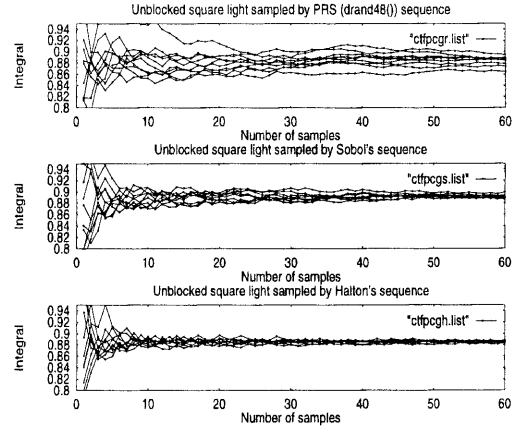 Unblocked square light sampled by PRS (drand48()) sequence
0.94
0.92
0.9
0.88
0.86
0.84
0.82
0.8
Integral
"ctfpcgr.list"
0 10 20 30 40 50 60
Number of samples
Unblocked square light sampled by Sobol's sequence
0.94
0.92
0.9
0.88
0.86
0.84
0.82
0.8
Integral
"ctfpcgs.list"
0 10 20 30 40 50 60
Number of samples
Unblocked square light sampled by Halton's sequence
0.94
0.92
0.9
0.88
0.86
0.84
0.82
0.8
Integral
"ctfpcgh.list"
0 10 20 30 40 50 60
Number of samples